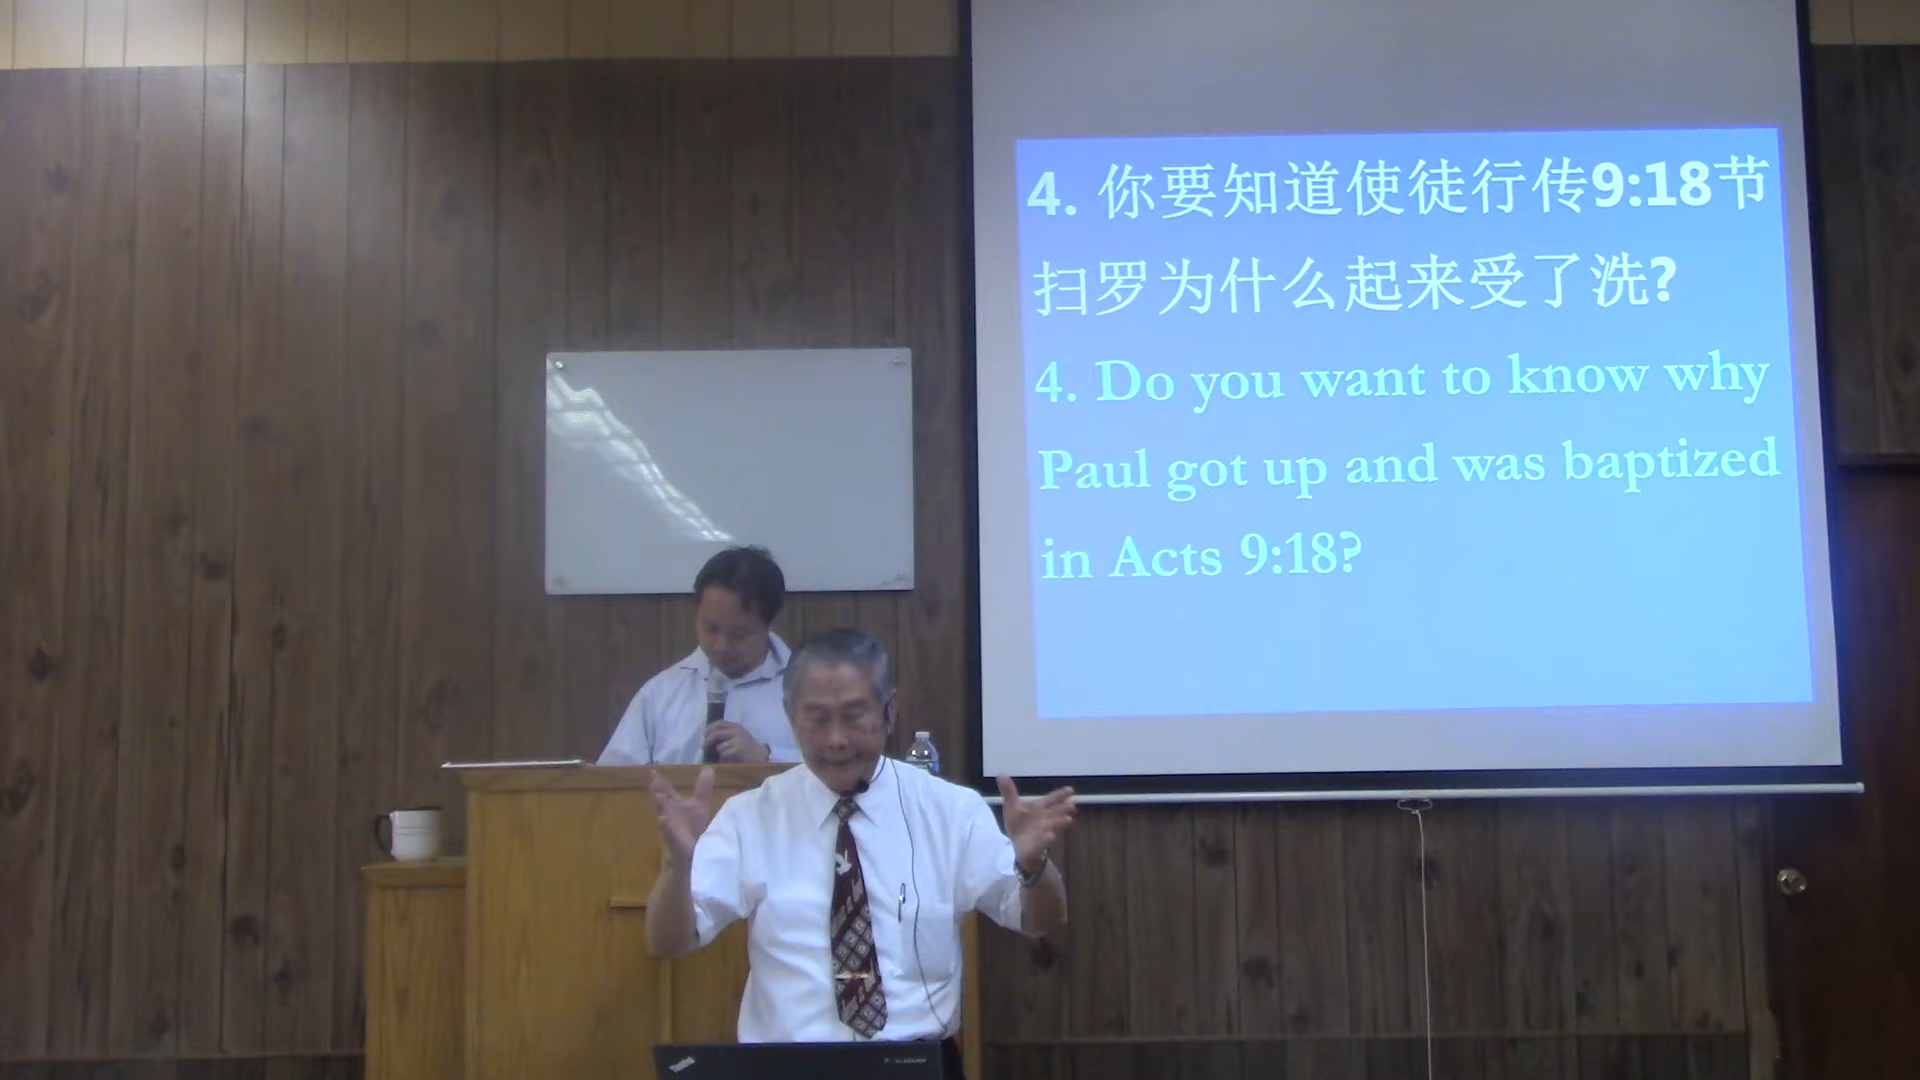 4. 你要知道使徒行传9:18节
扫罗为什么起来受了洗?
4. Do you want to know why
Paul got up and was baptized
in Acts 9:18?